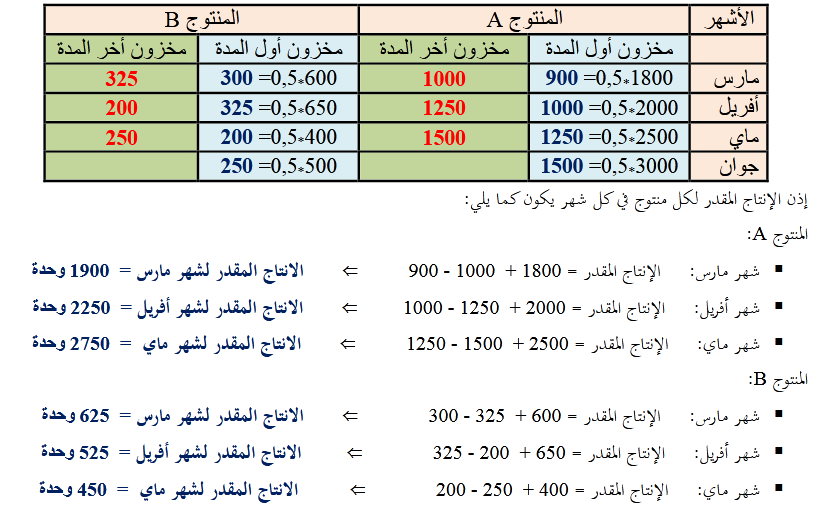 الأشهر المنتوج A المنتوج B
مخزون أول المدة مخزون أخر المدة مخزون أول المدة مخزون أخر المدة
مارس 1800*0,5= 900 1000 600*0,5= 300 325
أفريل 2000*0,5= 1000 1250 650*0,5= 325 200
ماي 2500*0,5= 1250 1500 400*0,5= 200 250
جوان 3000*0,5= 1500 500*0,5= 250
إذن الإنتاج المقدر لكل منتوج في كل شهر يكون كما يلي:
المنتوج A:
▪ شهر مارس: الإنتاج المقدر = 1800 + 1000 - 900 ⇐ الانتاج المقدر لشهر مارس = 1900 وحدة
▪ شهر أفريل: الإنتاج المقدر = 2000 + 1250 - 1000 ⇐ الانتاج المقدر لشهر أفريل = 2250 وحدة
▪ شهر ماي: الإنتاج المقدر = 2500 + 1500 - 1250 ⇐ الانتاج المقدر لشهر ماي = 2750 وحدة
المنتوج B:
▪ شهر مارس: الإنتاج المقدر = 600 + 325 - 300 ⇐ الانتاج المقدر لشهر مارس = 625 وحدة
▪ شهر أفريل: الإنتاج المقدر = 650 + 200 - 325 ⇐ الانتاج المقدر لشهر أفريل = 525 وحدة
▪ شهر ماي: الإنتاج المقدر = 400 + 250 - 200 ⇐ الانتاج المقدر لشهر ماي = 450 وحدة